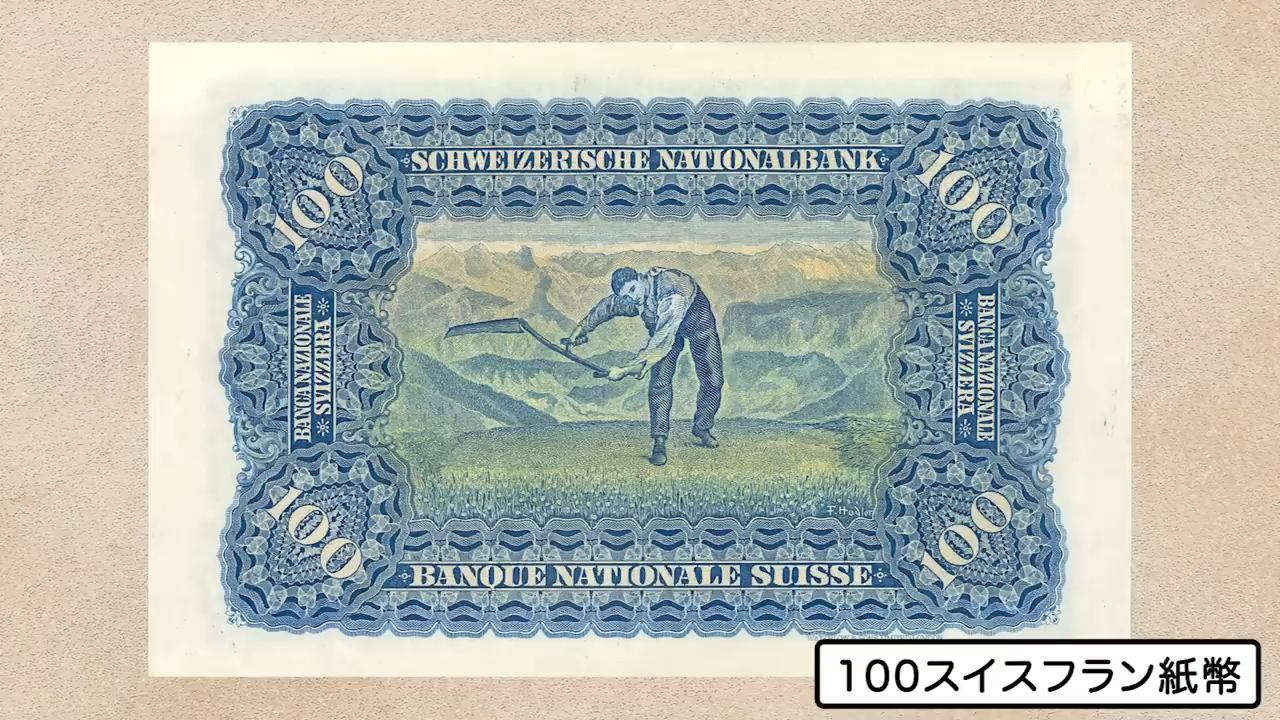 SCHWEIZERISCHE NATIONALBANK
100
100
BANCA NAZIONALE
SVIZZERA
BANCA NAZIONALE
SVIZZERA
F. Hodler
100
100
BANQUE NATIONALE SUISSE
100スイスフラン紙幣